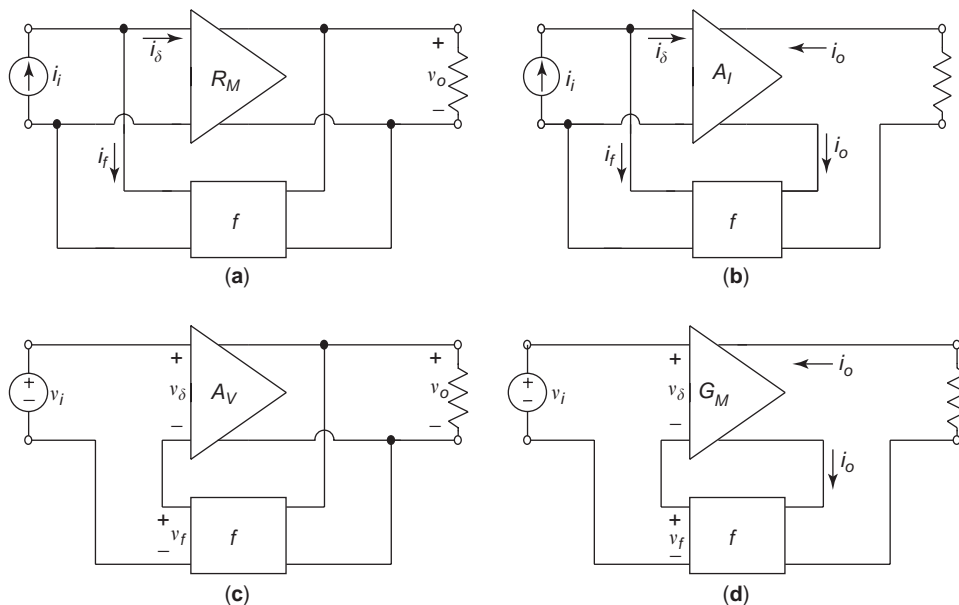 i_i
i_δ
R_M
+
v_o
−
i_f
f
(a)
i_i
i_δ
A_I
i_o
i_f
i_o
f
(b)
+
−
v_i
+
v_δ
−
A_V
+
v_o
−
+
v_f
−
f
(c)
+
−
v_i
+
v_δ
−
G_M
i_o
i_o
+
v_f
−
f
(d)